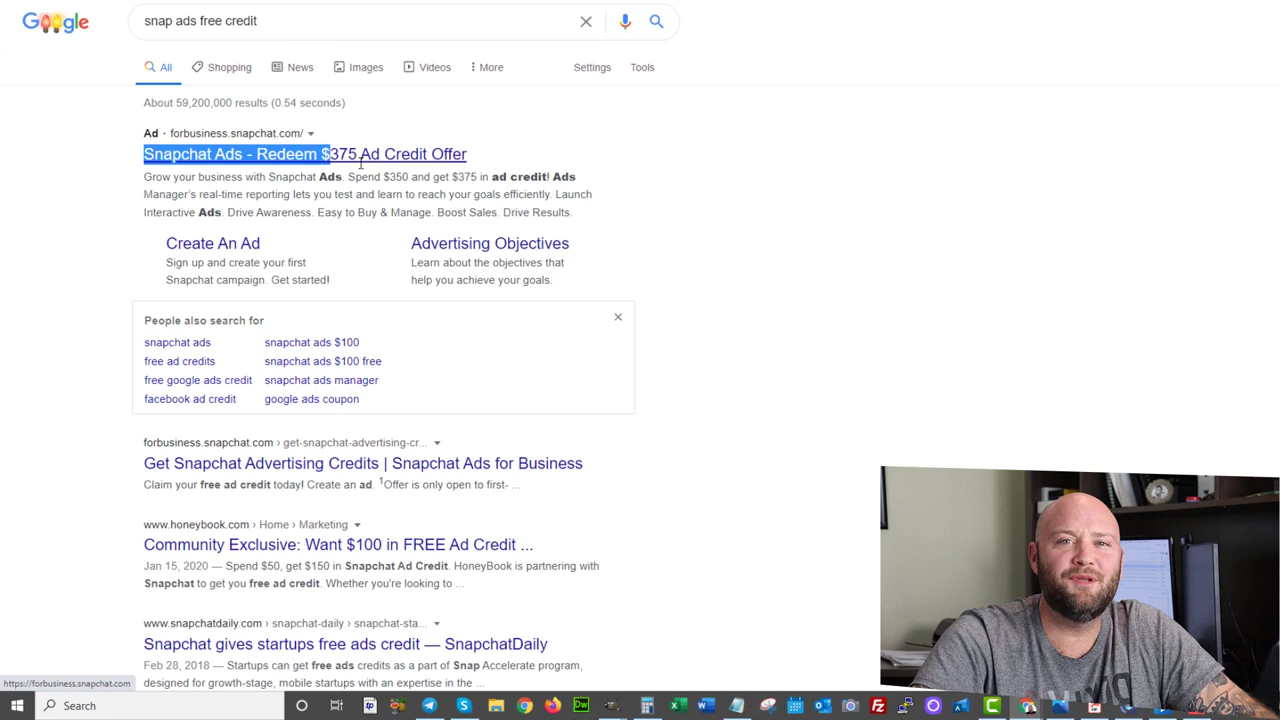 Google
snap ads free credit
All Shopping News Images Videos More Settings Tools
About 59,200,000 results (0.54 seconds)
Ad · forbusiness.snapchat.com/
Snapchat Ads - Redeem $375 Ad Credit Offer
Grow your business with Snapchat Ads. Spend $350 and get $375 in ad credit! Ads
Manager's real-time reporting lets you test and learn to reach your goals efficiently. Launch
Interactive Ads. Drive Awareness. Easy to Buy & Manage. Boost Sales. Drive Results.
Create An Ad
Sign up and create your first
Snapchat campaign. Get started!
Advertising Objectives
Learn about the objectives that
help you achieve your goals.
People also search for
snapchat ads snapchat ads $100
free ad credits snapchat ads $100 free
free google ads credit snapchat ads manager
facebook ad credit google ads coupon
forbusiness.snapchat.com › get-snapchat-advertising-cr...
Get Snapchat Advertising Credits | Snapchat Ads for Business
Claim your free ad credit today! Create an ad. ¹Offer is only open to first- ...
www.honeybook.com › Home › Marketing
Community Exclusive: Want $100 in FREE Ad Credit ...
Jan 15, 2020 — Spend $50, get $150 in Snapchat Ad Credit. HoneyBook is partnering with
Snapchat to get you free ad credit. Whether you're looking to ...
www.snapchatdaily.com › snapchat-daily › snapchat-sta...
Snapchat gives startups free ads credit — SnapchatDaily
Feb 28, 2018 — Startups can get free ads credits as a part of Snap Accelerate program,
designed for growth-stage, mobile startups with an expertise in the ...
https://forbusiness.snapchat.com
Search